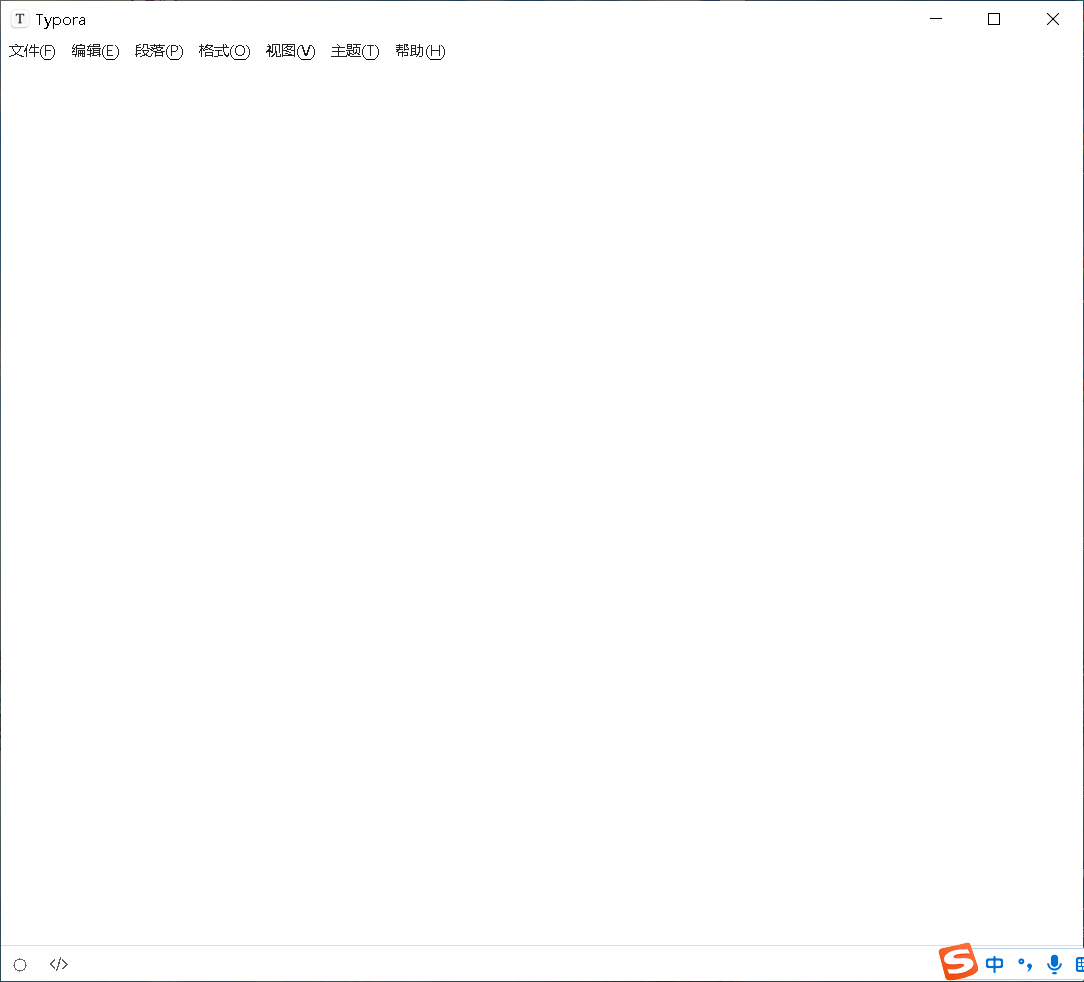 T Typora
文件(F) 编辑(E) 段落(P) 格式(O) 视图(V) 主题(T) 帮助(H)
</> S 中 °,